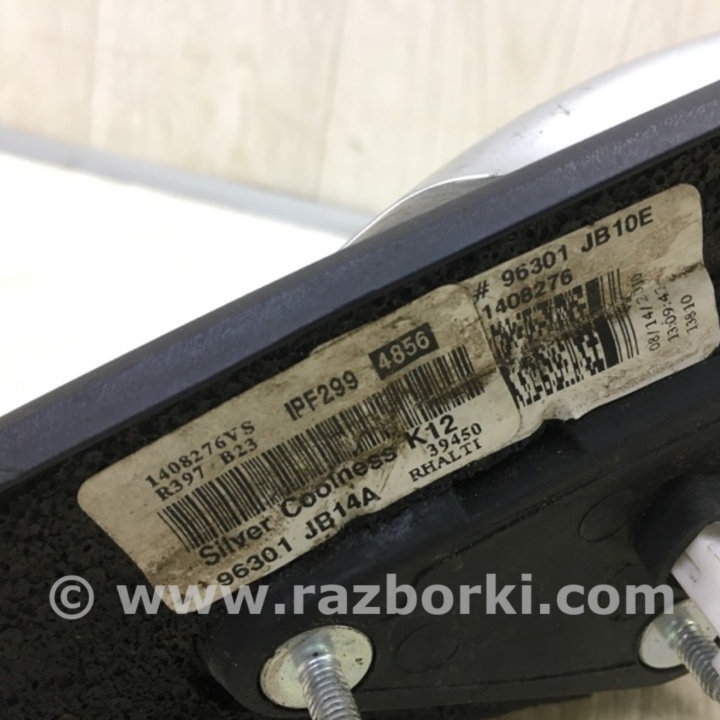 # 96301 JB10E
1408276
08/14/2010
13810
1408276VS
R397 B23
IPF299 4856
Silver Coolness K12
96301 JB14A
39450
RHALTI
© www.razborki.com